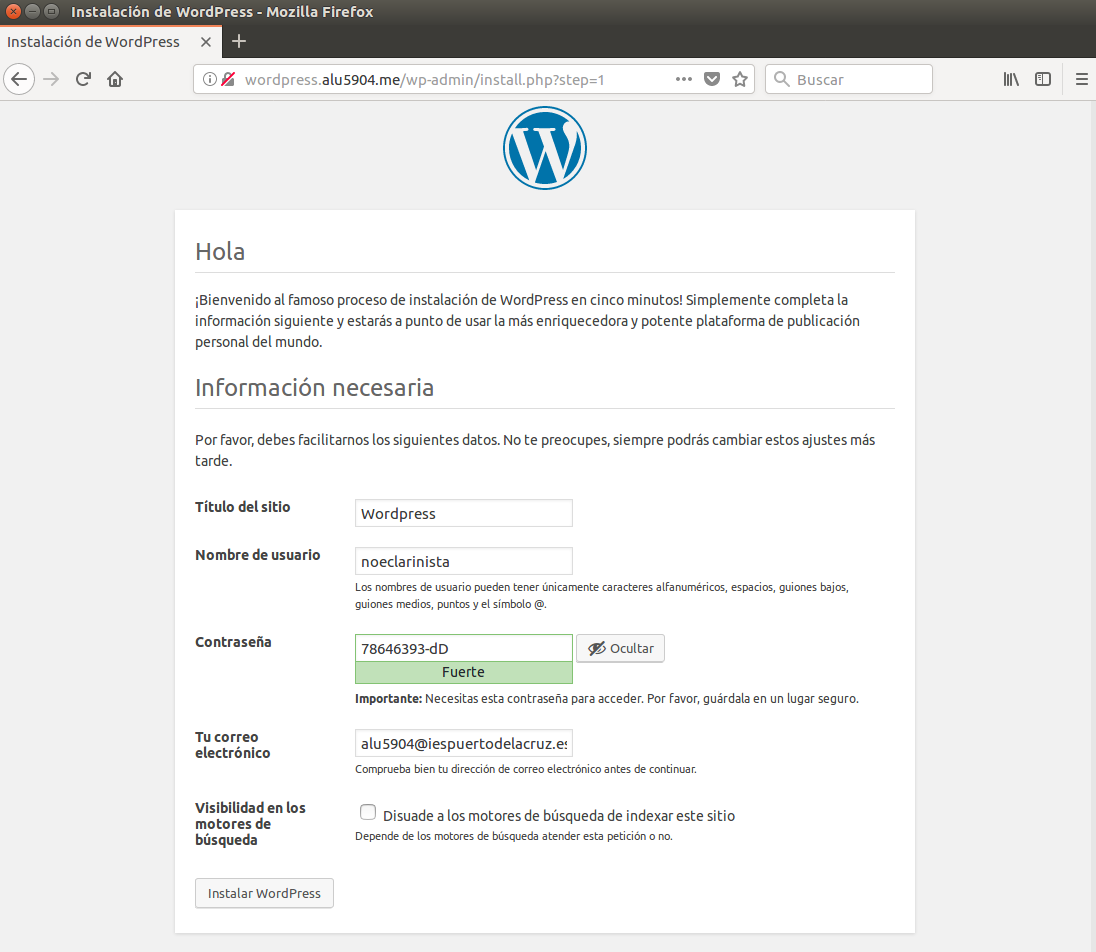 Instalación de WordPress - Mozilla Firefox
Instalación de WordPress
wordpress.alu5904.me/wp-admin/install.php?step=1
Buscar
Hola
¡Bienvenido al famoso proceso de instalación de WordPress en cinco minutos! Simplemente completa la
información siguiente y estarás a punto de usar la más enriquecedora y potente plataforma de publicación
personal del mundo.
Información necesaria
Por favor, debes facilitarnos los siguientes datos. No te preocupes, siempre podrás cambiar estos ajustes más
tarde.
Título del sitio
Wordpress
Nombre de usuario
noeclarinista
Los nombres de usuario pueden tener únicamente caracteres alfanuméricos, espacios, guiones bajos,
guiones medios, puntos y el símbolo @.
Contraseña
78646393-dD
Ocultar
Fuerte
Importante: Necesitas esta contraseña para acceder. Por favor, guárdala en un lugar seguro.
Tu correo
electrónico
alu5904@iespuertodelacruz.es
Comprueba bien tu dirección de correo electrónico antes de continuar.
Visibilidad en los
motores de
búsqueda
Disuade a los motores de búsqueda de indexar este sitio
Depende de los motores de búsqueda atender esta petición o no.
Instalar WordPress